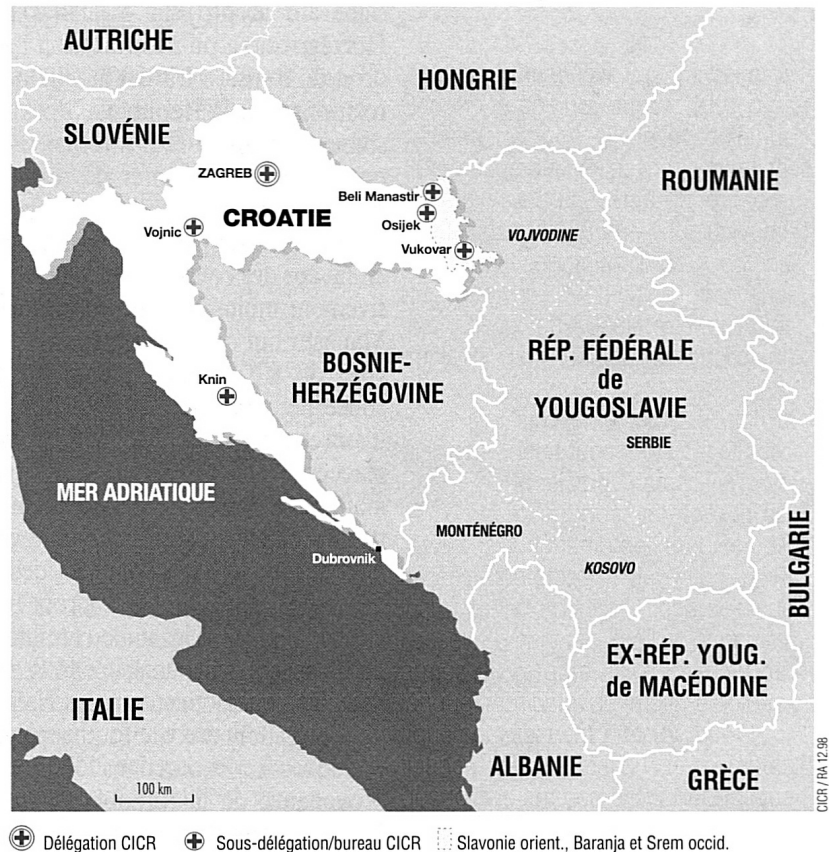 AUTRICHE
HONGRIE
SLOVÉNIE
ROUMANIE
ZAGREB
Beli Manastir
CROATIE
Osijek
Vojnic
VOJVODINE
Vukovar
BOSNIE-
HERZÉGOVINE
RÉP. FÉDÉRALE
de
YOUGOSLAVIE
Knin
SERBIE
MER ADRIATIQUE
MONTÉNÉGRO
Dubrovnik
KOSOVO
BULGARIE
EX-RÉP. YOUG.
de MACÉDOINE
ITALIE
ALBANIE
GRÈCE
100 km
CICR / RA 12.98
Délégation CICR
Sous-délégation/bureau CICR
Slavonie orient., Baranja et Srem occid.